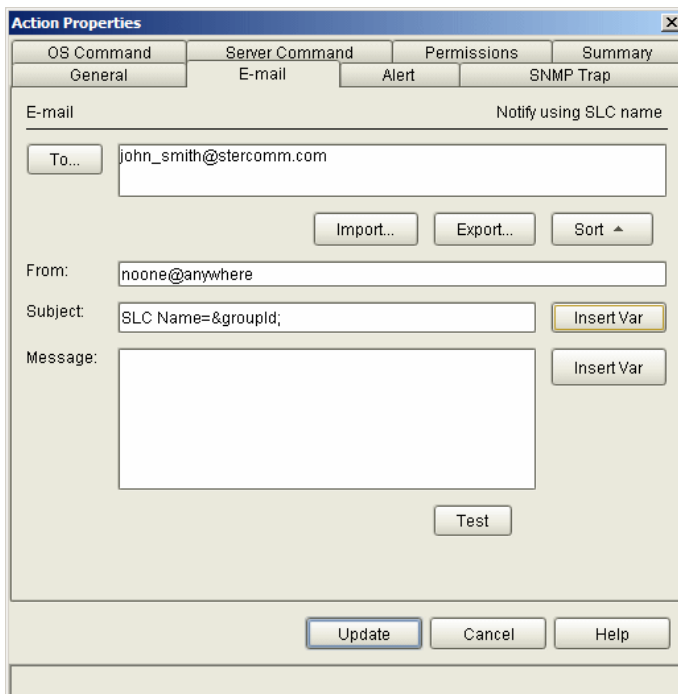 Action Properties
OS Command Server Command Permissions Summary
General E-mail Alert SNMP Trap
E-mail Notify using SLC name
To... john_smith@stercomm.com
Import... Export... Sort
From: noone@anywhere
Subject: SLC Name=&groupId; Insert Var
Message: Insert Var
Test
Update Cancel Help